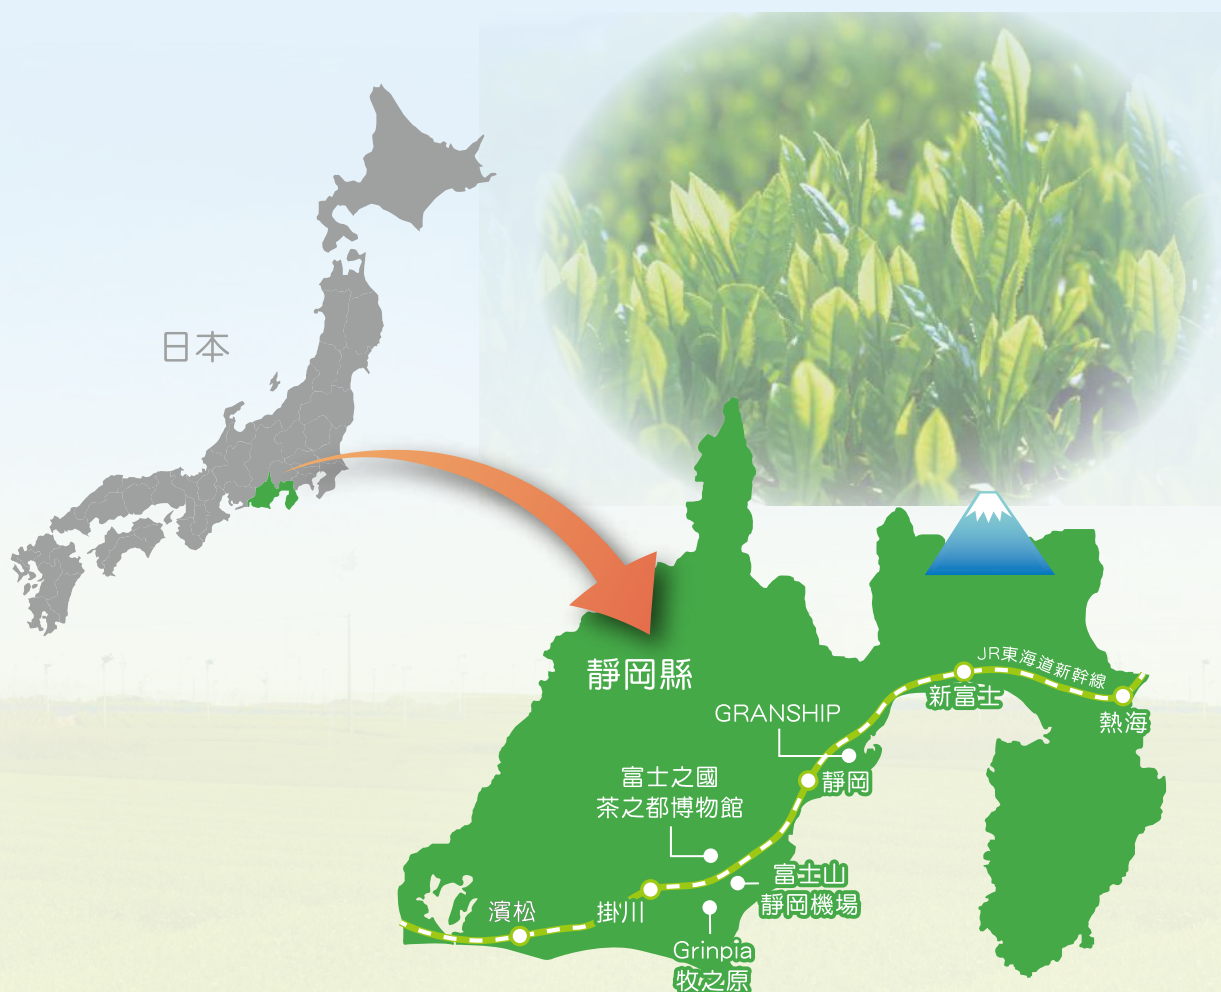 日本
靜岡縣
JR東海道新幹線
新富士
熱海
GRANSHIP
靜岡
富士之國
茶之都博物館
富士山
靜岡機場
濱松
掛川
Grinpia
牧之原